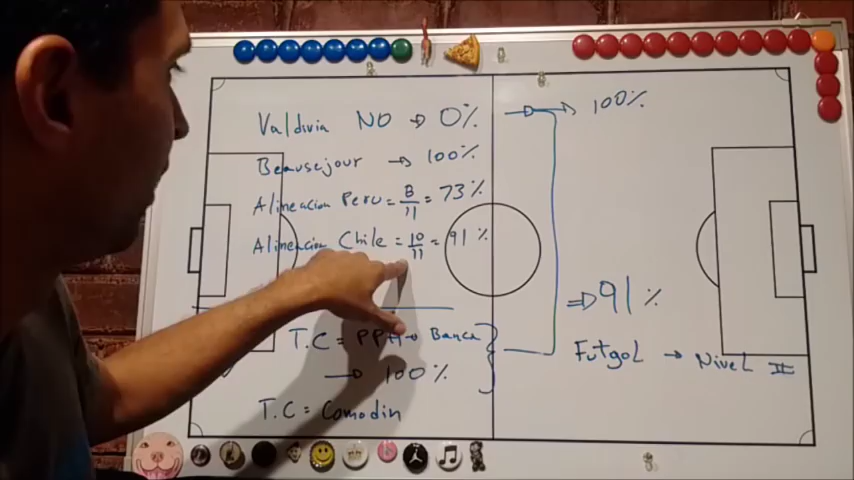 Valdivia NO → 0% → 100%
Beausejour → 100%
Alineacion Peru = 8/11 = 73%
Alineacion Chile = 10/11 = 91%
⇒ 91%
T.C = PPH → Banca
→ 100%
Futgol → Nivel II
T.C = Comodin